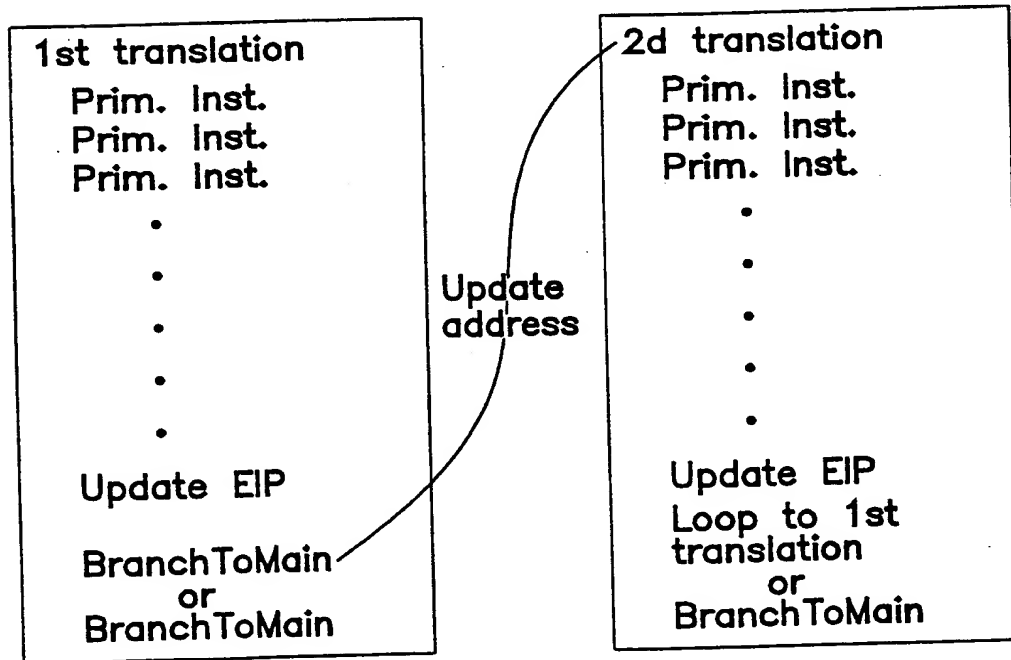 1st translation
Prim. Inst.
Prim. Inst.
Prim. Inst.
Update EIP
BranchToMain
or
BranchToMain
Update
address
2d translation
Prim. Inst.
Prim. Inst.
Prim. Inst.
Update EIP
Loop to 1st
translation
or
BranchToMain